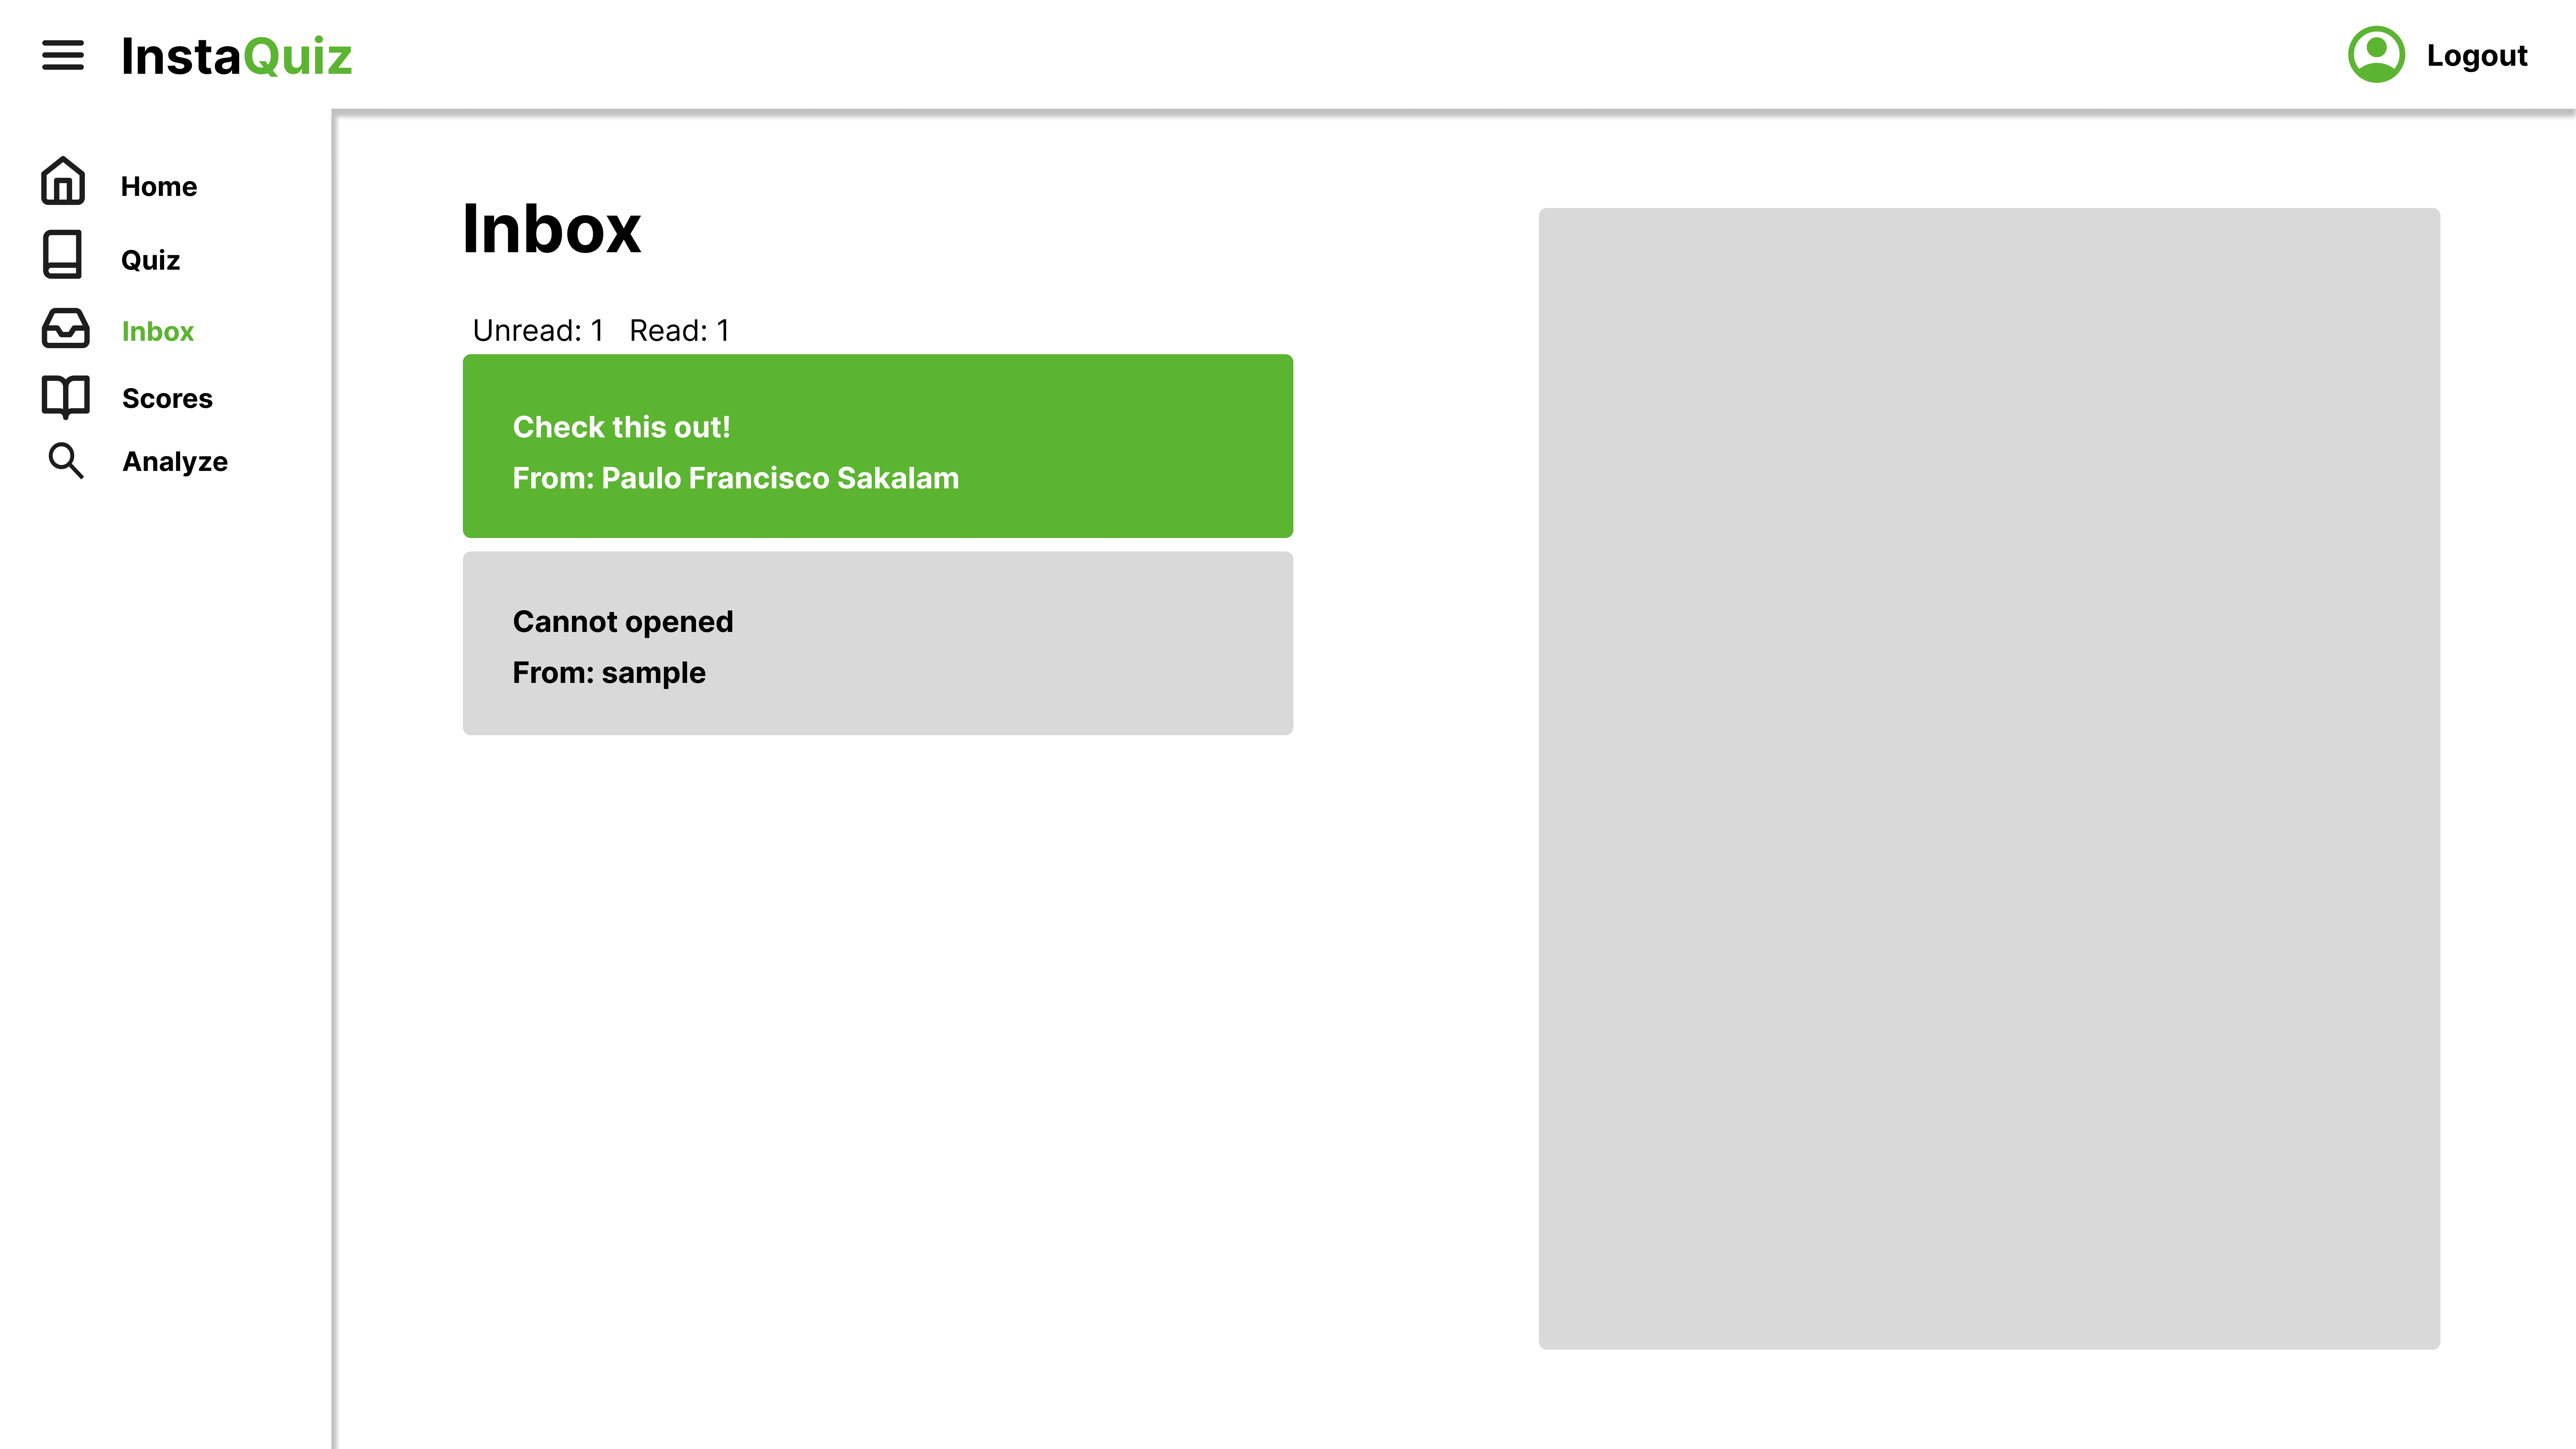 InstaQuiz
Logout
Home
Quiz
Inbox
Scores
Analyze
Inbox
Unread: 1 Read: 1
Check this out!
From: Paulo Francisco Sakalam
Cannot opened
From: sample